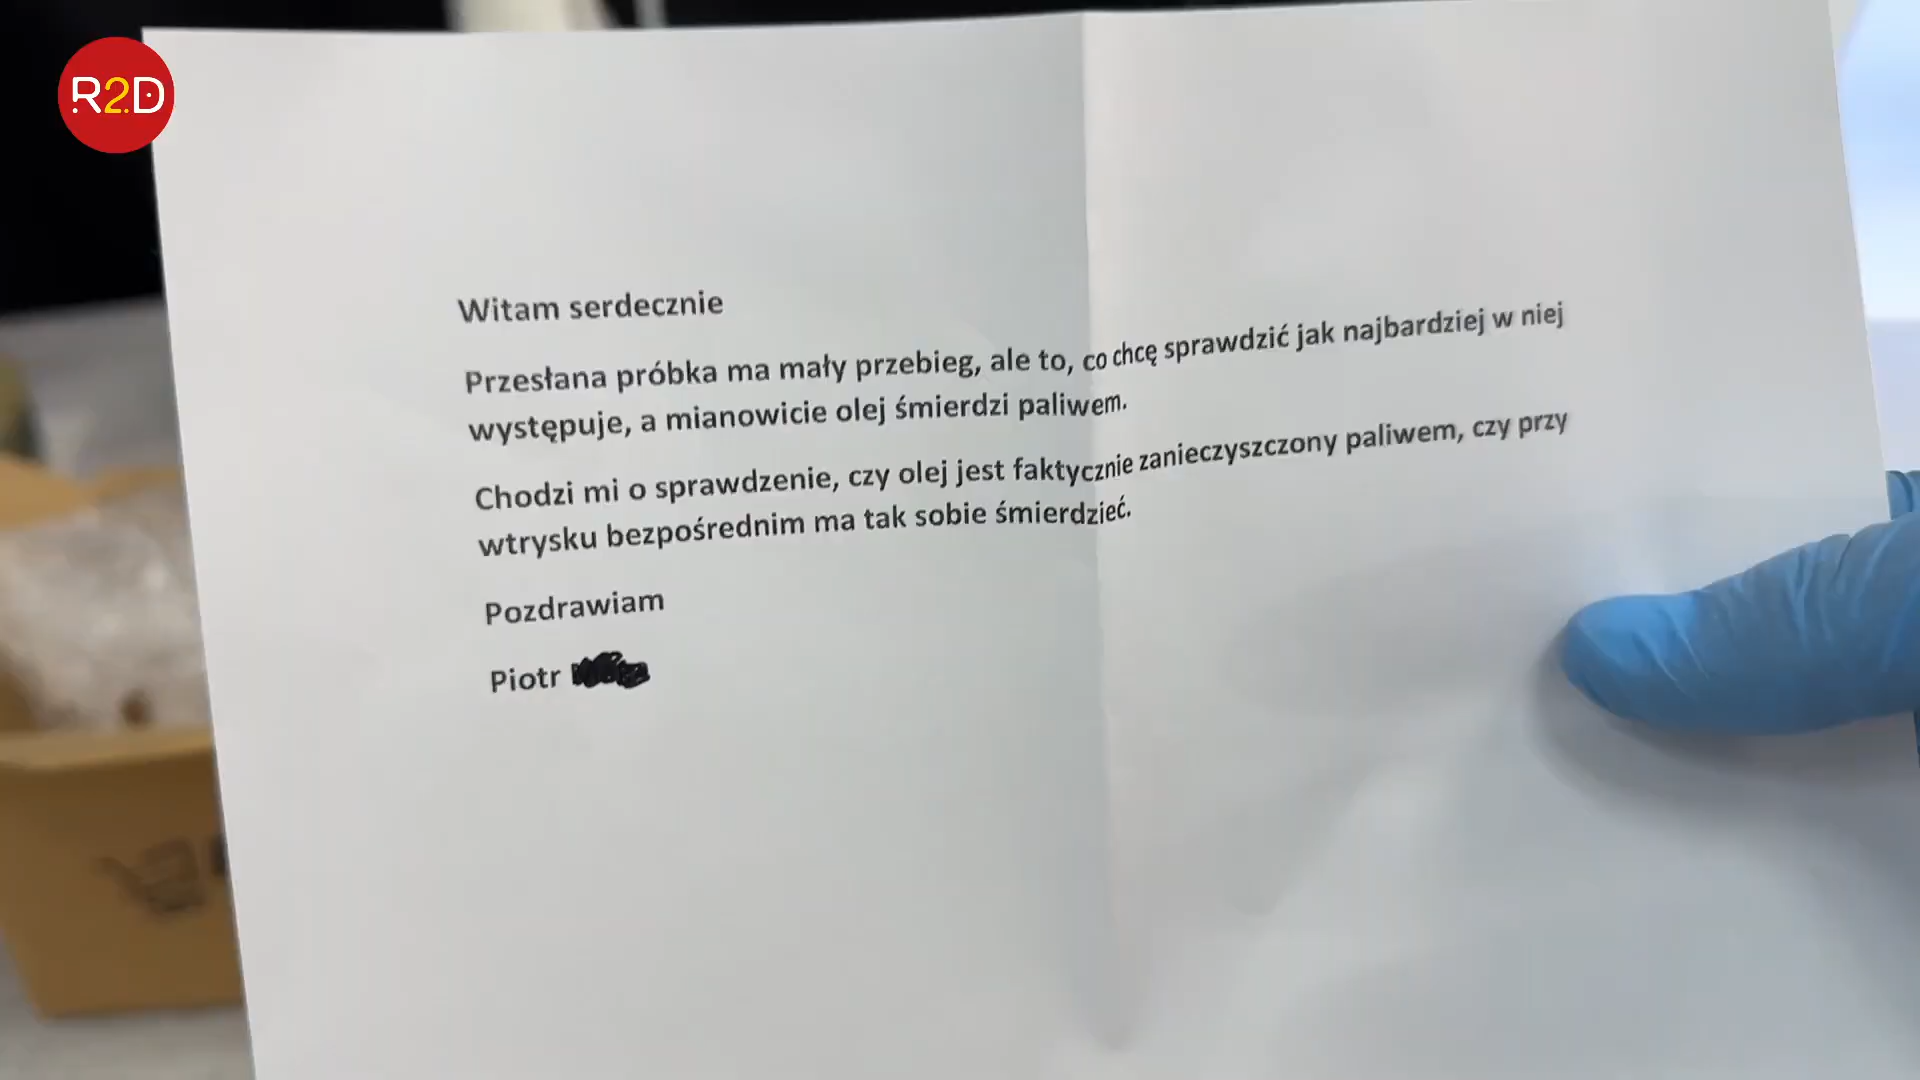 R2D
Witam serdecznie
Przesłana próbka ma mały przebieg, ale to, co chcę sprawdzić jak najbardziej w niej
występuje, a mianowicie olej śmierdzi paliwem.
Chodzi mi o sprawdzenie, czy olej jest faktycznie zanieczyszczony paliwem, czy przy
wtrysku bezpośrednim ma tak sobie śmierdzieć.
Pozdrawiam
Piotr